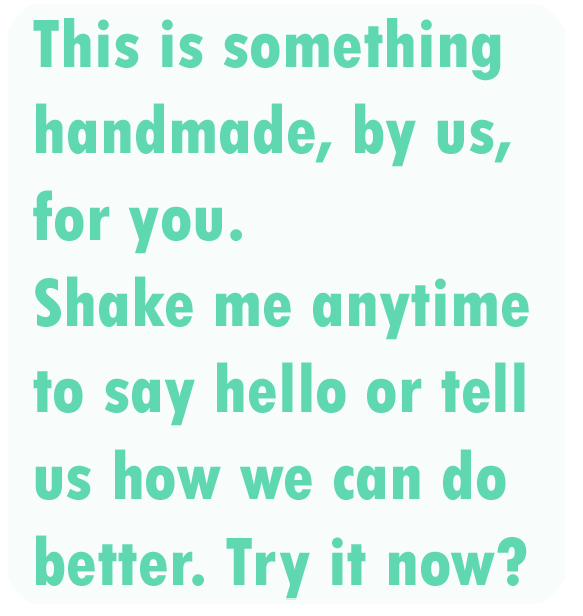 This is something
handmade, by us,
for you.
Shake me anytime
to say hello or tell
us how we can do
better. Try it now?